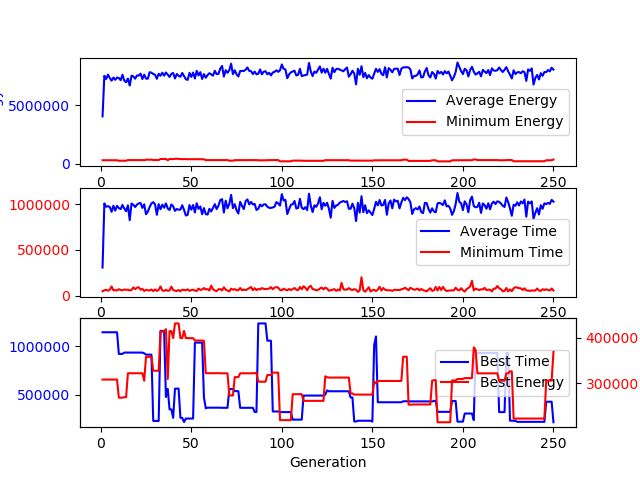 5000000
0
Average Energy
Minimum Energy
0 50 100 150 200 250
1000000
500000
0
Average Time
Minimum Time
0 50 100 150 200 250
1000000
500000
Best Time
Best Energy
400000
300000
0 50 100 150 200 250
Generation